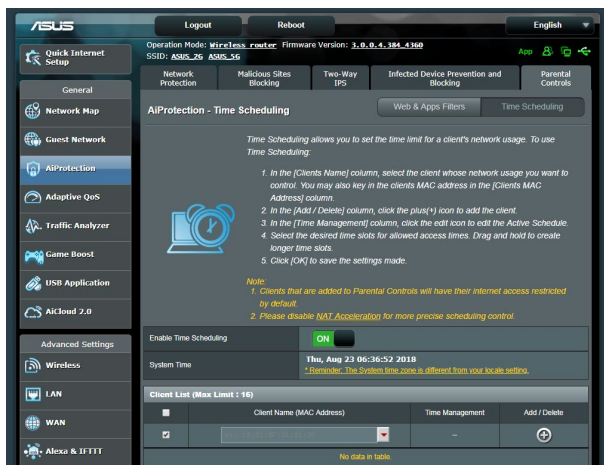 ASUS
Logout
Reboot
English
Quick Internet
Setup
Operation Mode: Wireless router Firmware Version: 3.0.0.4.384_4360
SSID: ASUS_2G ASUS_5G
App
General
Network Map
Guest Network
AiProtection
Adaptive QoS
Traffic Analyzer
Game Boost
USB Application
AiCloud 2.0
Advanced Settings
Wireless
LAN
WAN
Alexa & IFTTT
Network
Protection
Malicious Sites
Blocking
Two-Way
IPS
Infected Device Prevention and
Blocking
Parental
Controls
AiProtection - Time Scheduling
Web & Apps Filters
Time Scheduling
Time Scheduling allows you to set the time limit for a client's network usage. To use
Time Scheduling:
1. In the [Clients Name] column, select the client whose network usage you want to
control. You may also key in the clients MAC address in the [Clients MAC
Address] column.
2. In the [Add / Delete] column, click the plus(+) icon to add the client.
3. In the [Time Management] column, click the edit icon to edit the Active Schedule.
4. Select the desired time slots for allowed access times. Drag and hold to create
longer time slots.
5. Click [OK] to save the settings made.
Note:
1. Clients that are added to Parental Controls will have their internet access restricted
by default.
2. Please disable NAT Acceleration for more precise scheduling control.
Enable Time Scheduling
ON
System Time
Thu, Aug 23 06:36:52 2018
* Reminder: The System time zone is different from your locale setting.
Client List (Max Limit : 16)
Client Name (MAC Address)
Time Management
Add / Delete
–
No data in table.